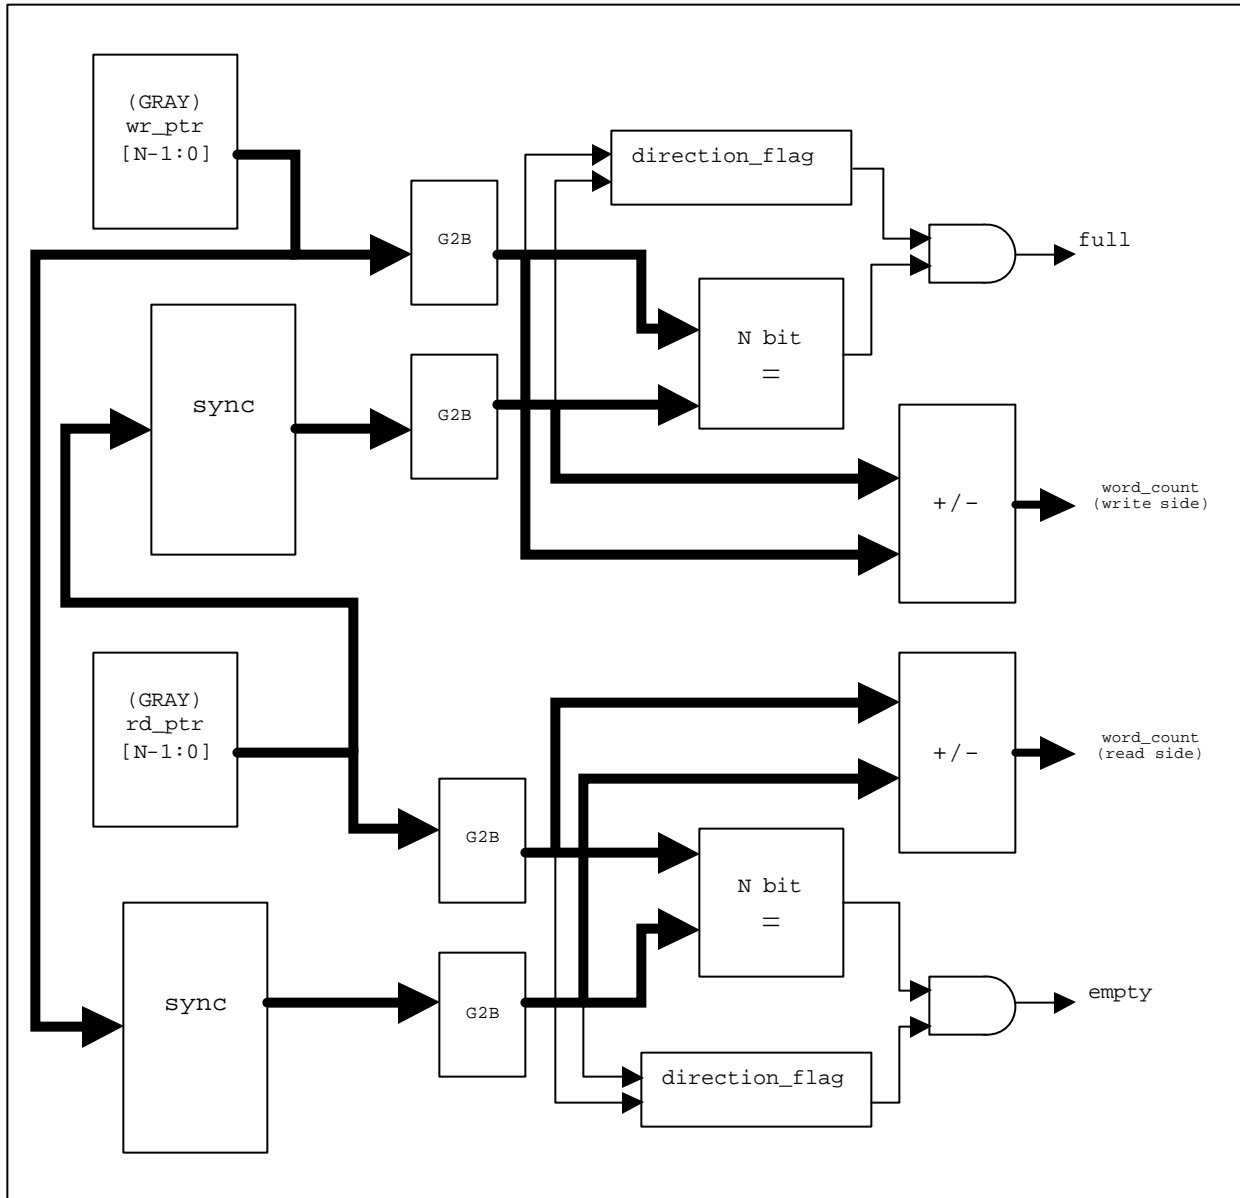 (GRAY)
wr_ptr
[N-1:0]
direction_flag
G2B
full
N bit
=
sync
G2B
+/-
word_count
(write side)
(GRAY)
rd_ptr
[N-1:0]
+/-
word_count
(read side)
G2B
N bit
=
sync
G2B
empty
direction_flag